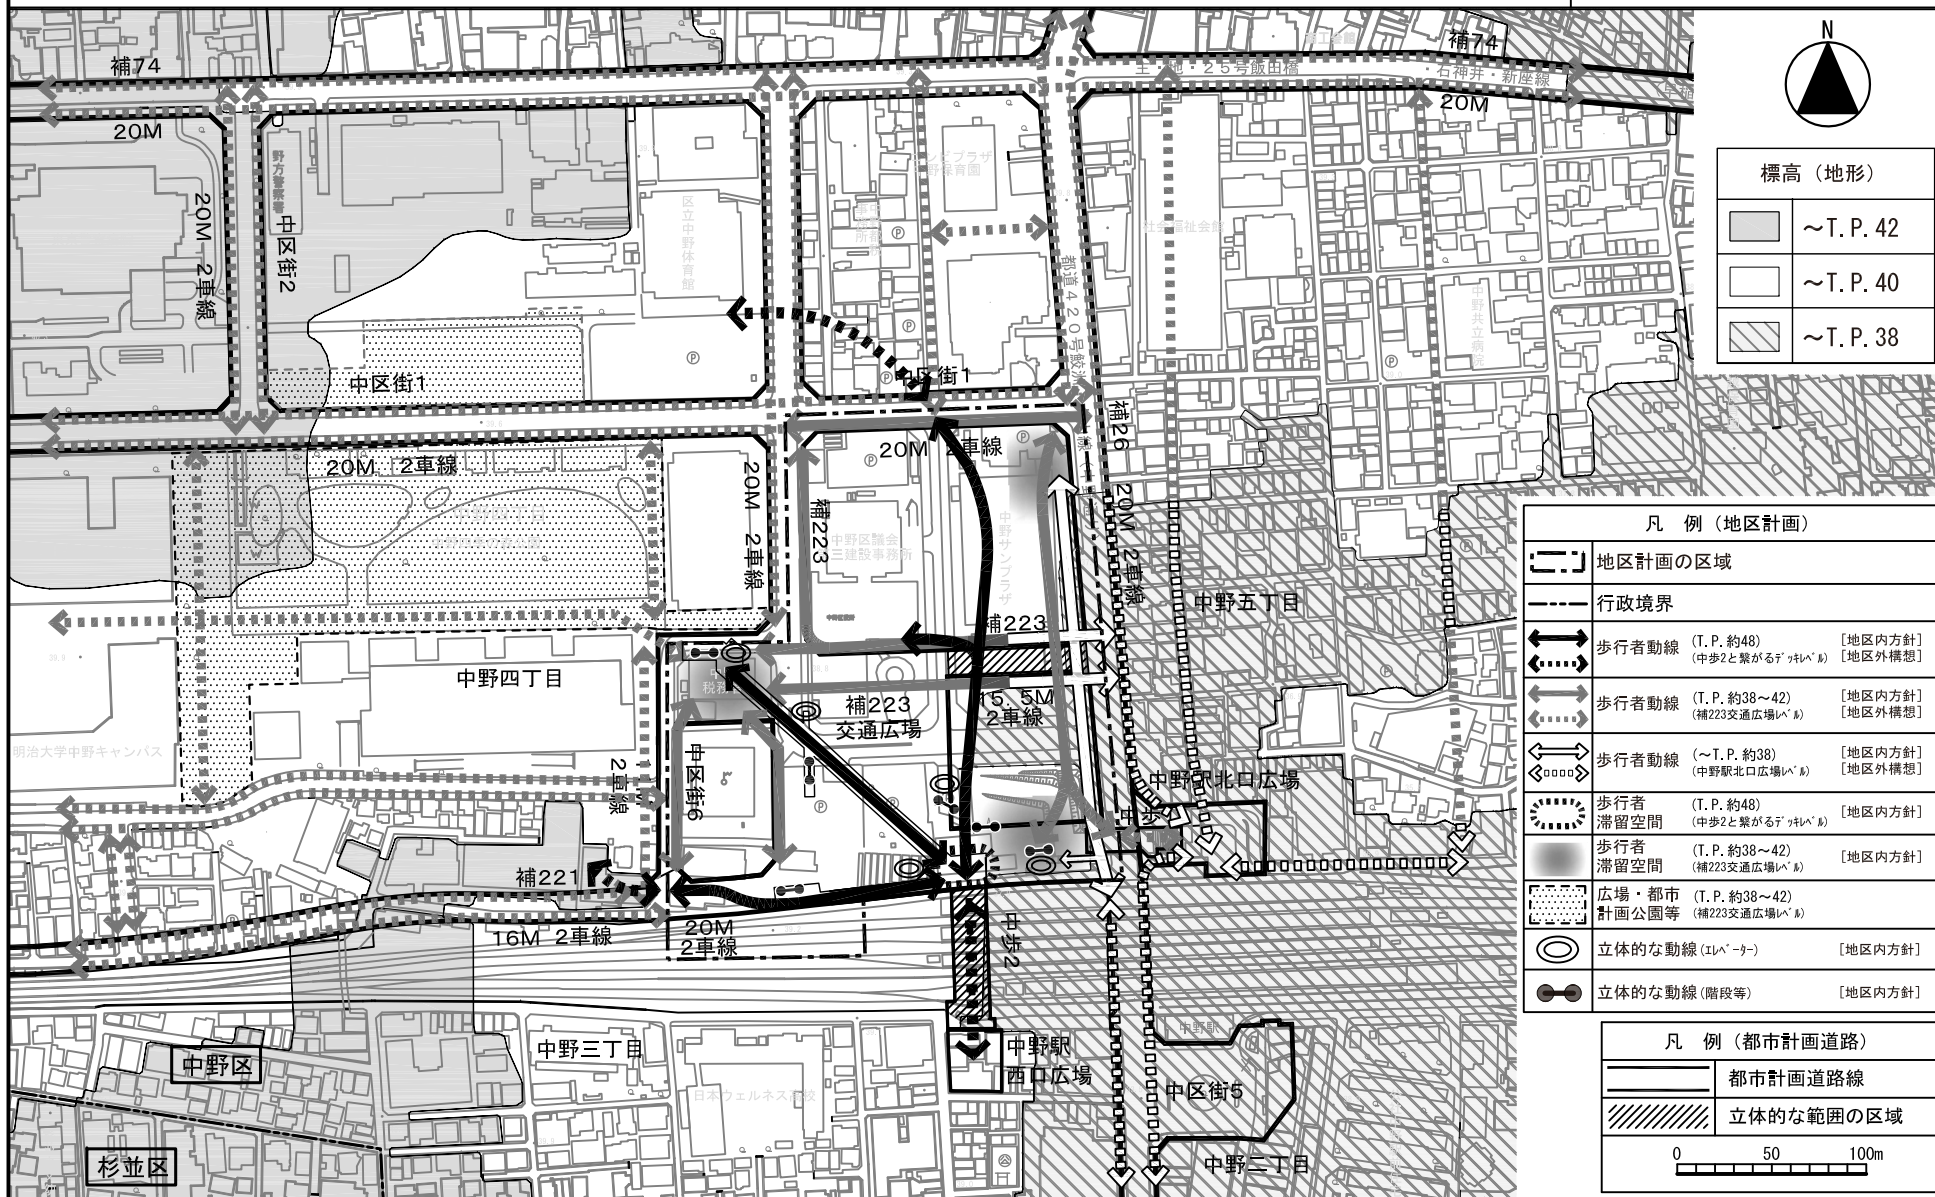 補74
20M
20M 2車線
中区街2
野方警察署
主・地・25号飯田橋
・石神井・新座線
補74
20M
区立中野体育館
社会福祉会館
都道420号鮫洲
中野共立病院
中区街1
中区街1
20M 2車線
20M 2車線
20M 2車線
補26
20M 2車線
補223
中野区議会
中野サンプラザ
中野四丁目
中野五丁目
補223
中野四丁目
補223
交通広場
15.5M
2車線
明治大学中野キャンパス
2車線
中区街6
中野駅北口広場
補221
16M 2車線
20M
2車線
中歩2
中野駅
西口広場
中野三丁目
中野区
杉並区
日本ウェルネス高校
中野駅
中区街5
中野二丁目
N
標高（地形）
～T.P.42
～T.P.40
～T.P.38
凡 例（地区計画）
地区計画の区域
行政境界
歩行者動線 （T.P.約48） ［地区内方針］
（中歩2と繋がるデッキレベル） ［地区外構想］
歩行者動線 （T.P.約38～42） ［地区内方針］
（補223交通広場レベル） ［地区外構想］
歩行者動線 （～T.P.約38） ［地区内方針］
（中野駅北口広場レベル） ［地区外構想］
歩行者 （T.P.約48） ［地区内方針］
滞留空間 （中歩2と繋がるデッキレベル）
歩行者 （T.P.約38～42） ［地区内方針］
滞留空間 （補223交通広場レベル）
広場・都市 （T.P.約38～42）
計画公園等 （補223交通広場レベル）
立体的な動線（エレベーター） ［地区内方針］
立体的な動線（階段等） ［地区内方針］
凡 例（都市計画道路）
都市計画道路線
立体的な範囲の区域
0 50 100m